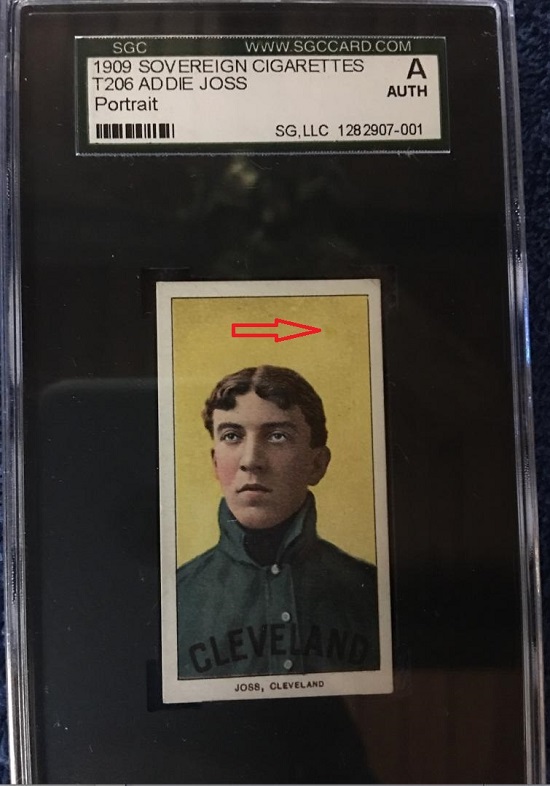 SGC WWW.SGCCARD.COM
1909 SOVEREIGN CIGARETTES A
T206 ADDIE JOSS AUTH
Portrait
SG,LLC 1282907-001
CLEVELAND
JOSS, CLEVELAND